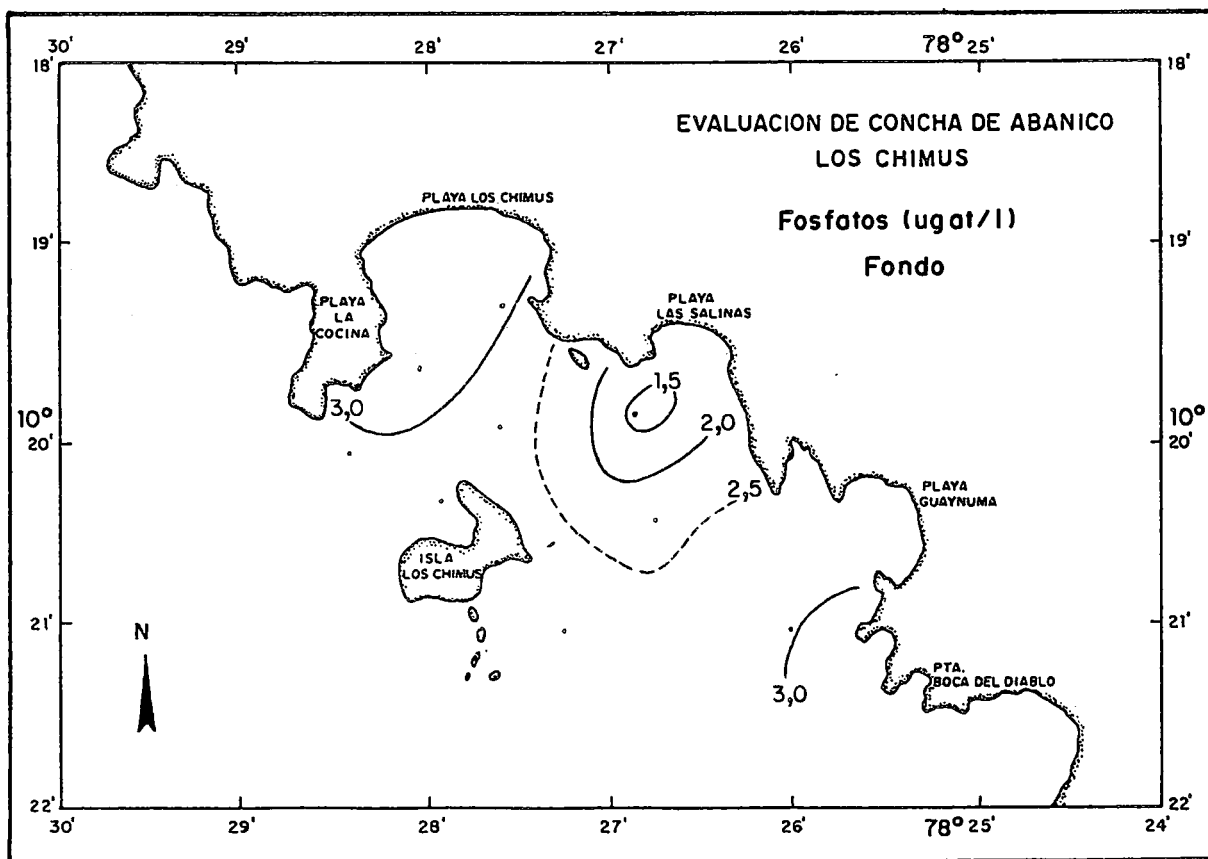 30'
29'
28'
27'
26'
78° 25'
18'
18'
EVALUACION DE CONCHA DE ABANICO
LOS CHIMUS
Fosfatos (ugat/l)
Fondo
PLAYA LOS CHIMUS
19'
19'
PLAYA
LA
COCINA
PLAYA
LAS SALINAS
1,5
3,0
2,0
10°
20'
10°
20'
2,5
PLAYA
GUAYNUMA
ISLA
LOS CHIMUS
21'
21'
N
3,0
PTA.
BOCA DEL DIABLO
22'
22'
30'
29'
28'
27'
26'
78° 25'
24'